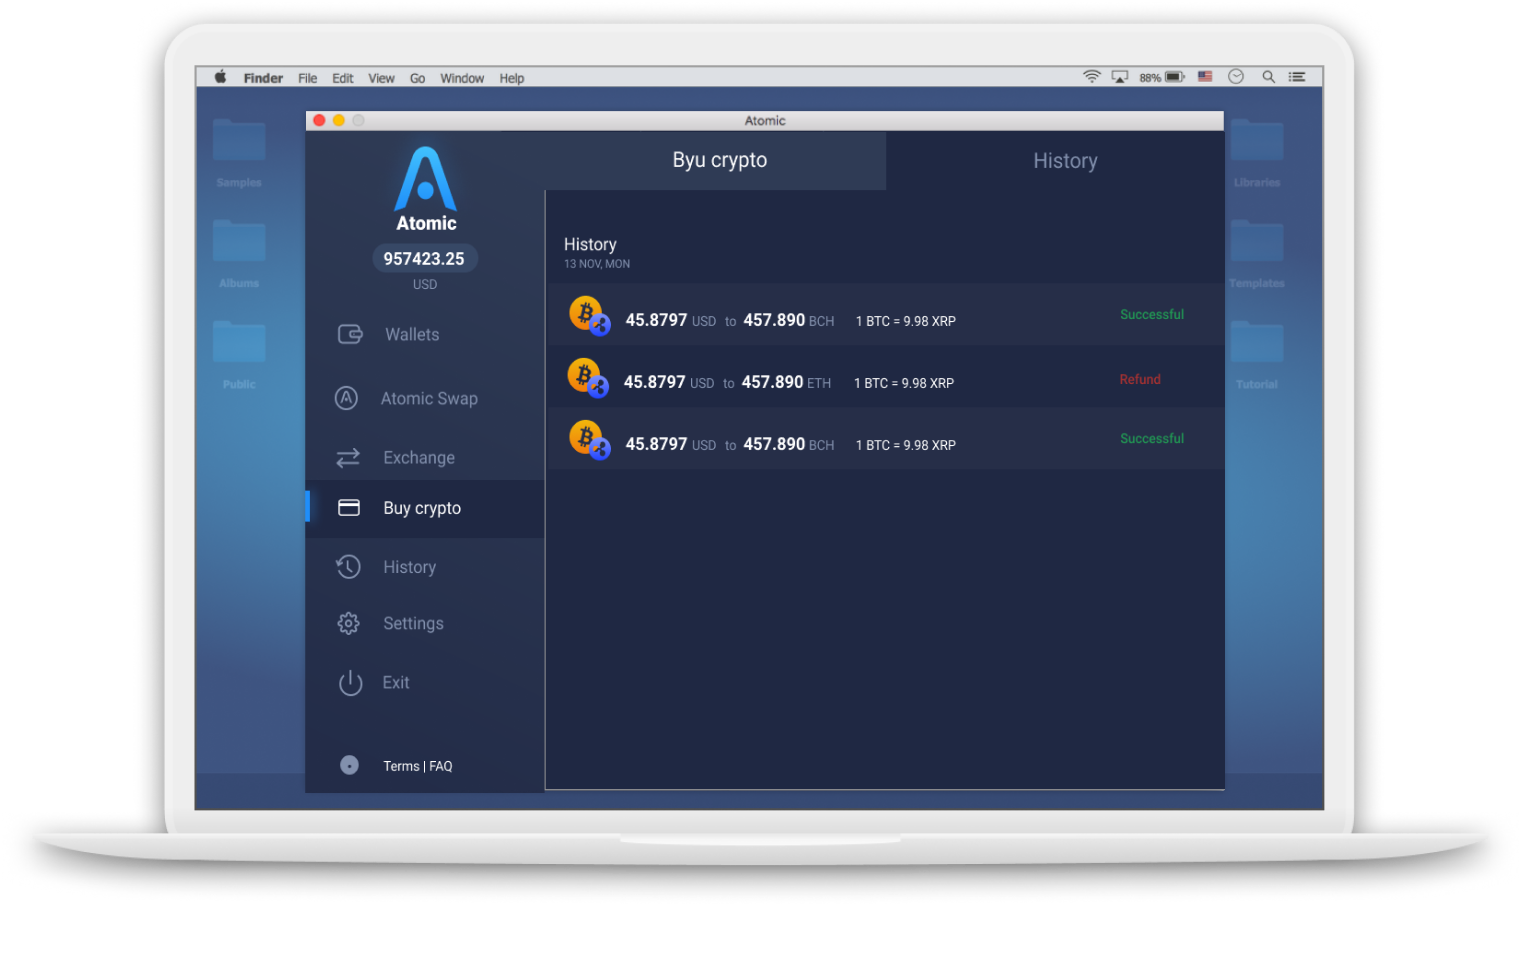 Finder File Edit View Go Window Help 88%
Atomic
Samples
Albums
Public
Libraries
Templates
Tutorial
Atomic
957423.25
USD
Wallets
Atomic Swap
Exchange
Buy crypto
History
Settings
Exit
Terms | FAQ
Byu crypto
History
History
13 NOV, MON
45.8797 USD to 457.890 BCH 1 BTC = 9.98 XRP Successful
45.8797 USD to 457.890 ETH 1 BTC = 9.98 XRP Refund
45.8797 USD to 457.890 BCH 1 BTC = 9.98 XRP Successful